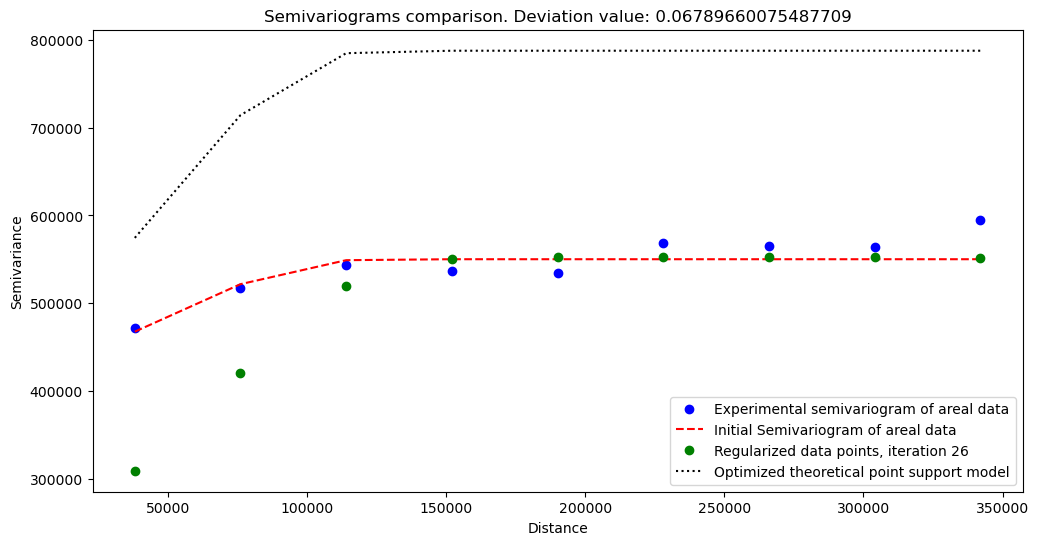 Semivariograms comparison. Deviation value: 0.06789660075487709
800000
700000
600000
500000
400000
300000
Semivariance
50000
100000
150000
200000
250000
300000
350000
Distance
Experimental semivariogram of areal data
Initial Semivariogram of areal data
Regularized data points, iteration 26
Optimized theoretical point support model